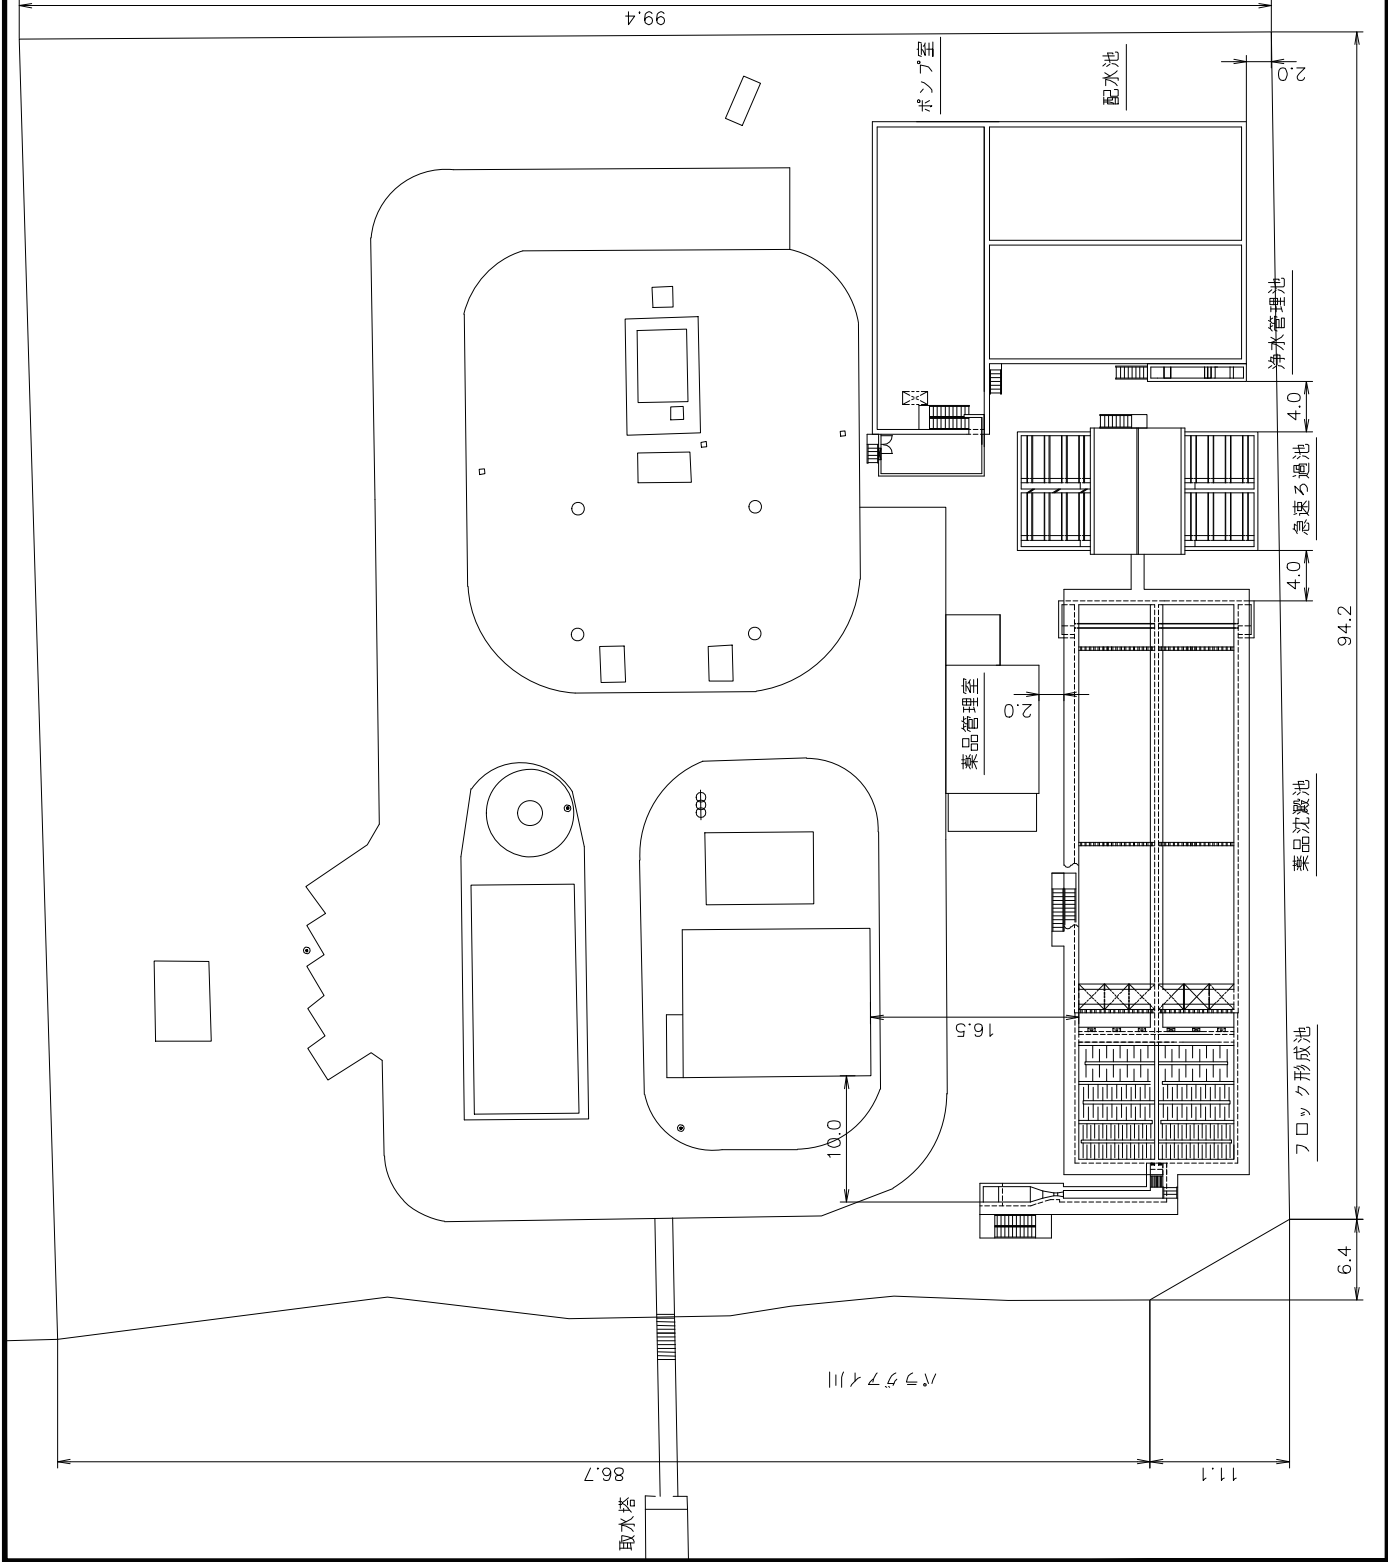 99.4
ポンプ室
配水池
2.0
浄水管理池
4.0
急速ろ過池
4.0
94.2
薬品管理室
2.0
薬品沈澱池
16.5
フロック形成池
10.0
6.4
パラグアイ川
86.7
11.1
取水塔